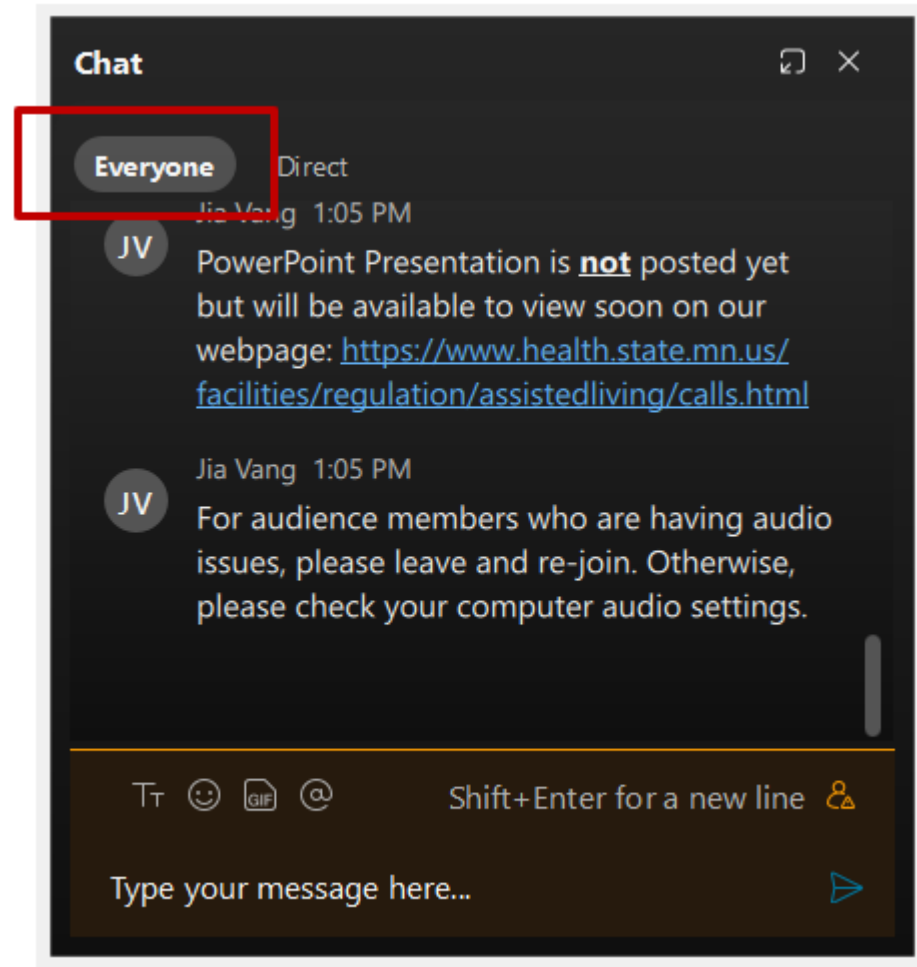 Chat
Everyone Direct
Jia Vang 1:05 PM
JV
PowerPoint Presentation is not posted yet
but will be available to view soon on our
webpage: https://www.health.state.mn.us/
facilities/regulation/assistedliving/calls.html
Jia Vang 1:05 PM
JV
For audience members who are having audio
issues, please leave and re-join. Otherwise,
please check your computer audio settings.
TT GIF @ Shift+Enter for a new line
Type your message here...